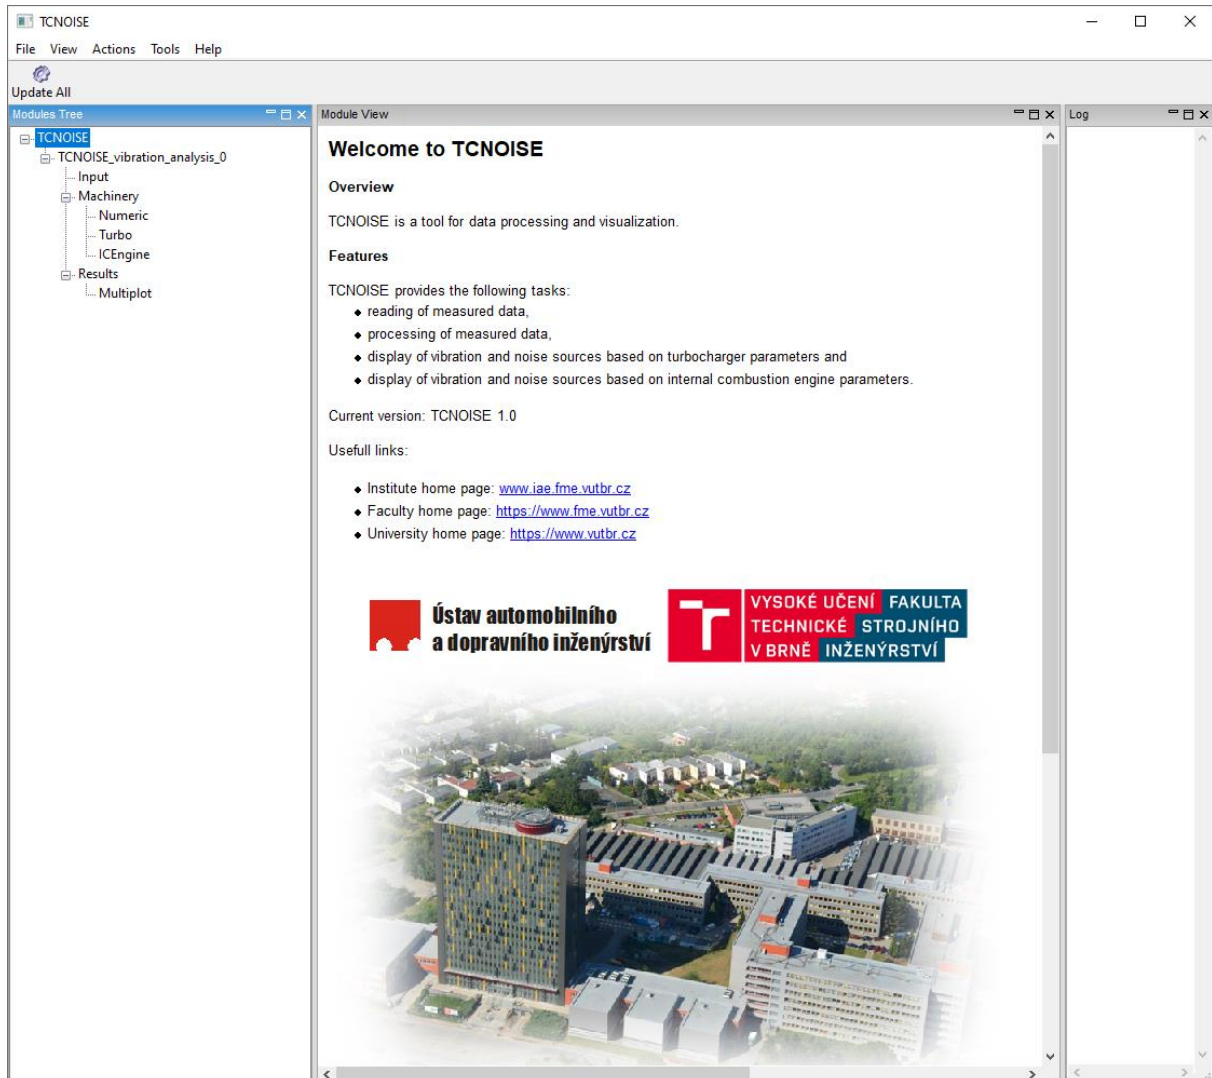 TCNOISE
File View Actions Tools Help
Update All
Modules Tree
TCNOISE
TCNOISE_vibration_analysis_0
Input
Machinery
Numeric
Turbo
ICEngine
Results
Multiplot
Module View
Welcome to TCNOISE
Overview
TCNOISE is a tool for data processing and visualization.
Features
TCNOISE provides the following tasks:
reading of measured data,
processing of measured data,
display of vibration and noise sources based on turbocharger parameters and
display of vibration and noise sources based on internal combustion engine parameters.
Current version: TCNOISE 1.0
Usefull links:
Institute home page: www.iae.fme.vutbr.cz
Faculty home page: https://www.fme.vutbr.cz
University home page: https://www.vutbr.cz
Ústav automobilního
a dopravního inženýrství
VYSOKÉ UČENÍ FAKULTA
TECHNICKÉ STROJNÍHO
V BRNĚ INŽENÝRSTVÍ
Log